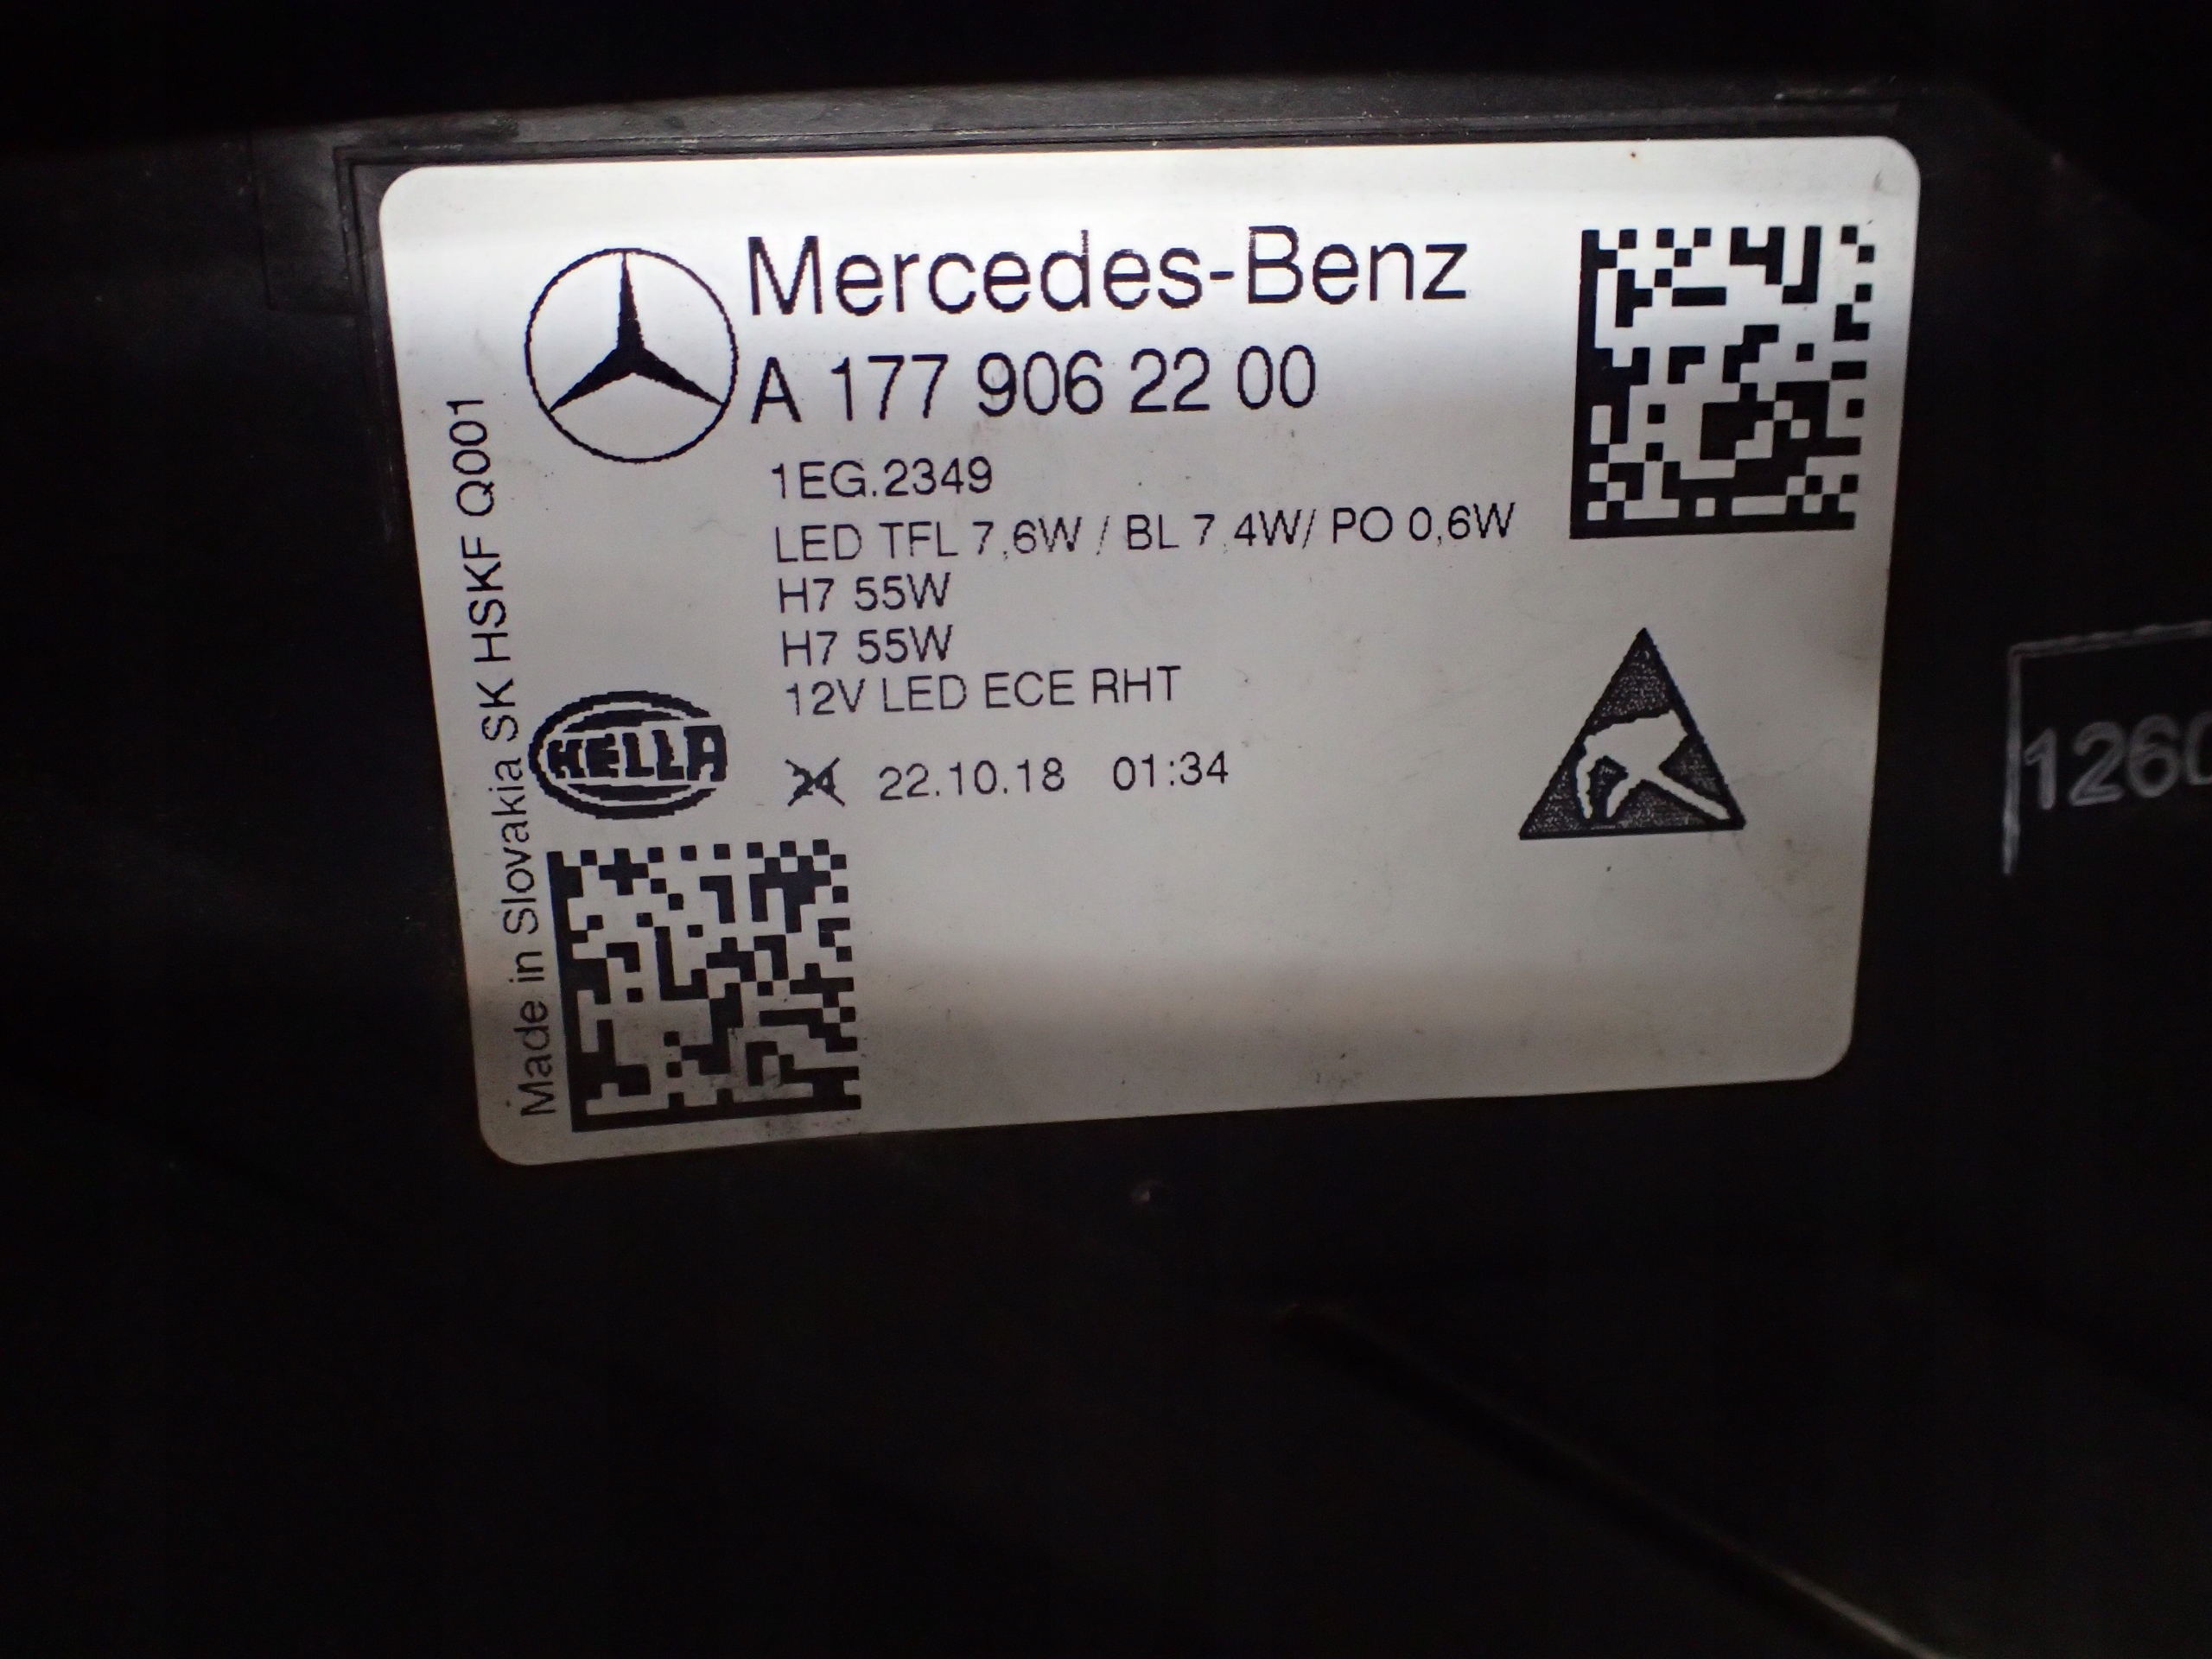 Mercedes-Benz
A 177 906 22 00
1EG.2349
LED TFL 7,6W / BL 7,4W/ PO 0,6W
H7 55W
H7 55W
12V LED ECE RHT
HELLA
24 22.10.18 01:34
Made in Slovakia SK HSKF Q001